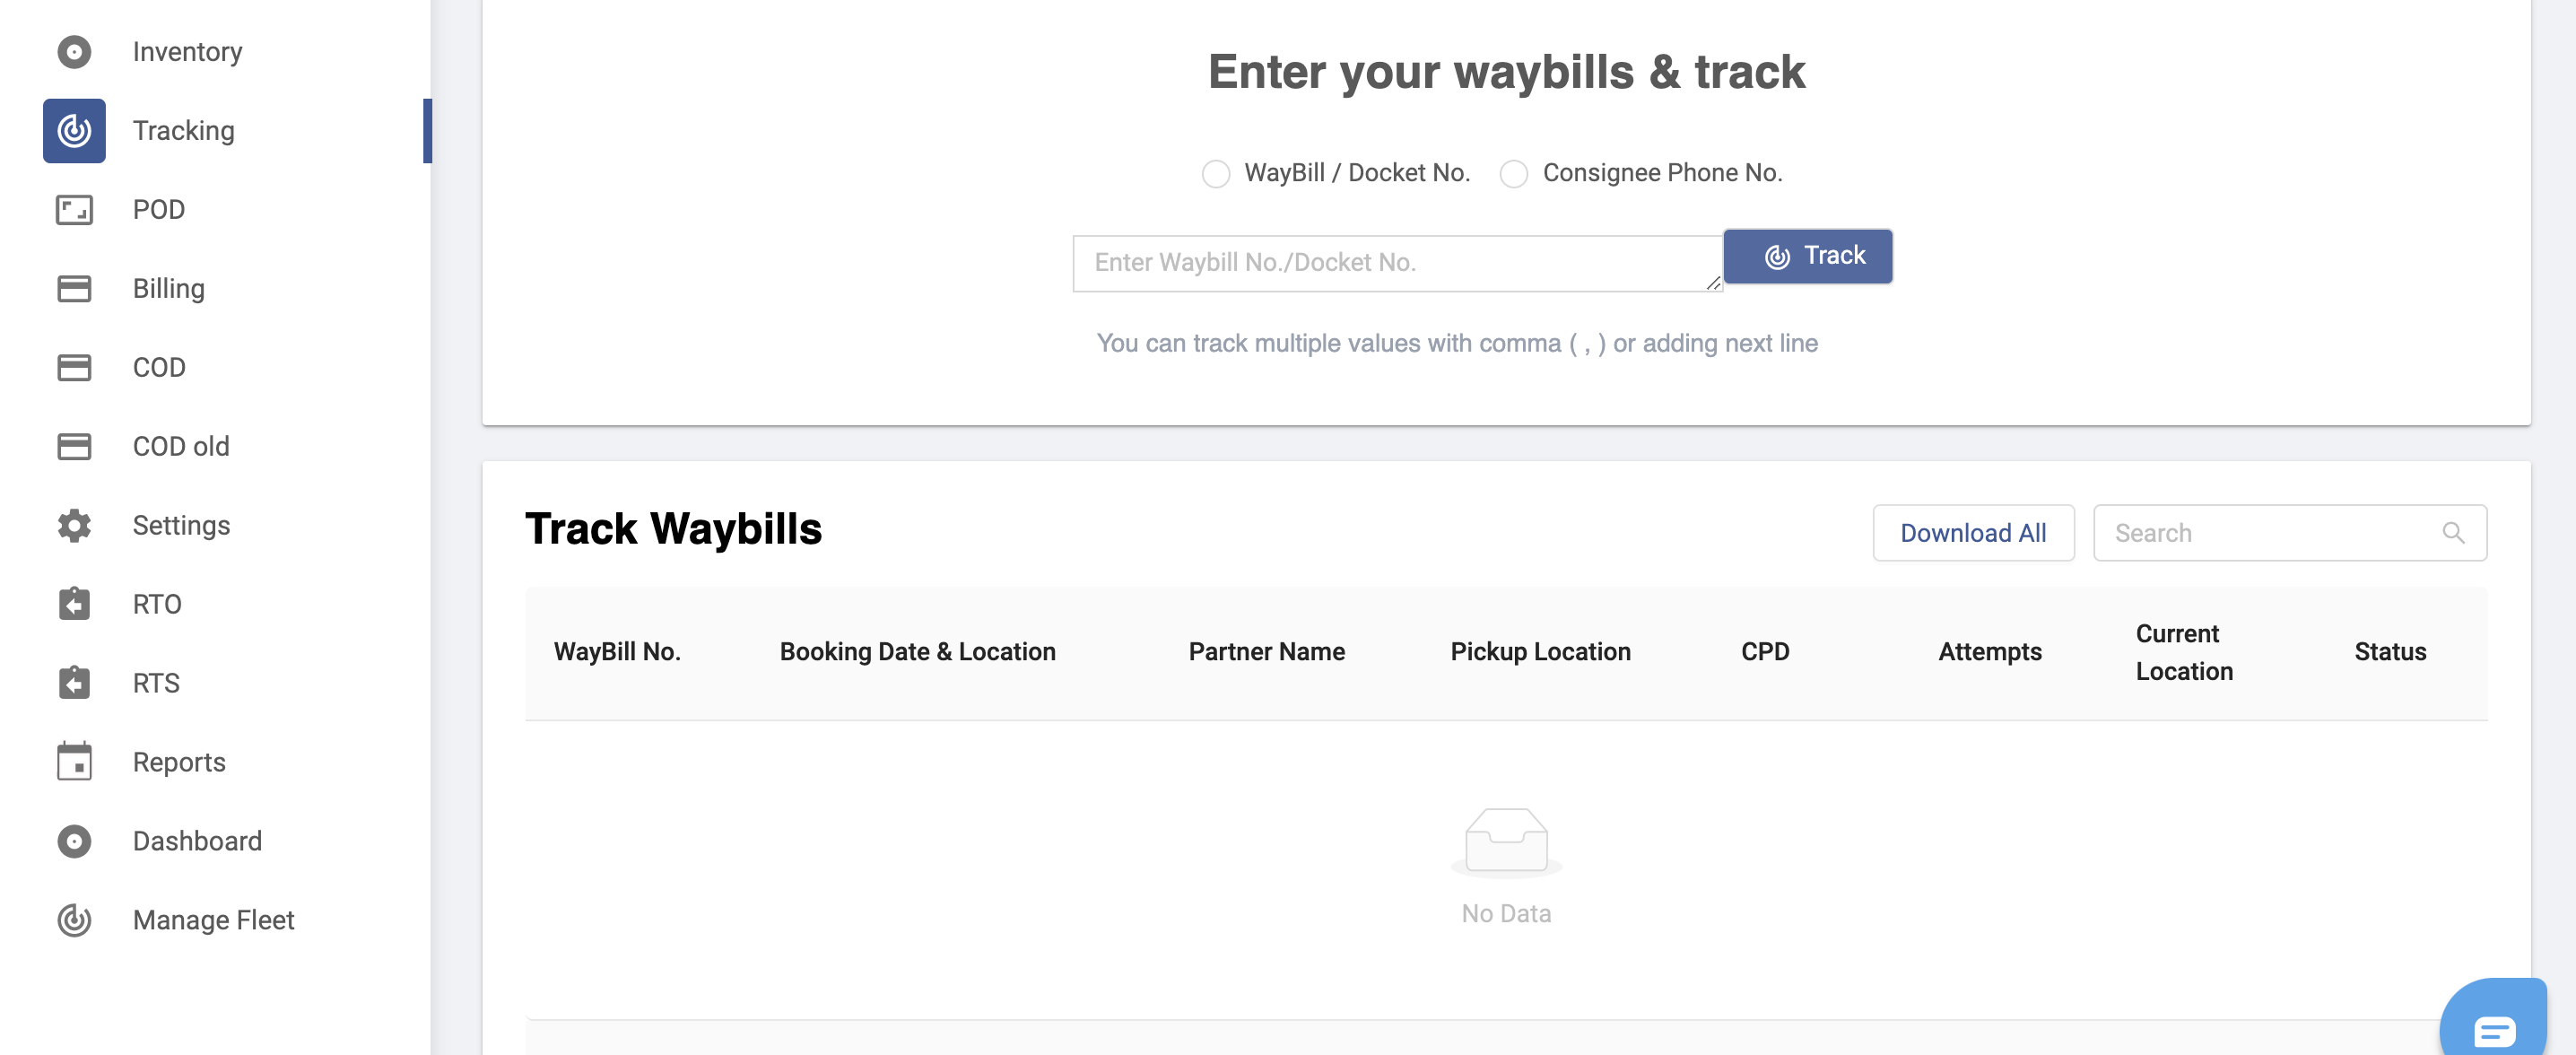 Inventory
Tracking
POD
Billing
COD
COD old
Settings
RTO
RTS
Reports
Dashboard
Manage Fleet
Enter your waybills & track
WayBill / Docket No. Consignee Phone No.
Enter Waybill No./Docket No. Track
You can track multiple values with comma ( , ) or adding next line
Track Waybills Download All Search
WayBill No. Booking Date & Location Partner Name Pickup Location CPD Attempts Current Location Status
No Data